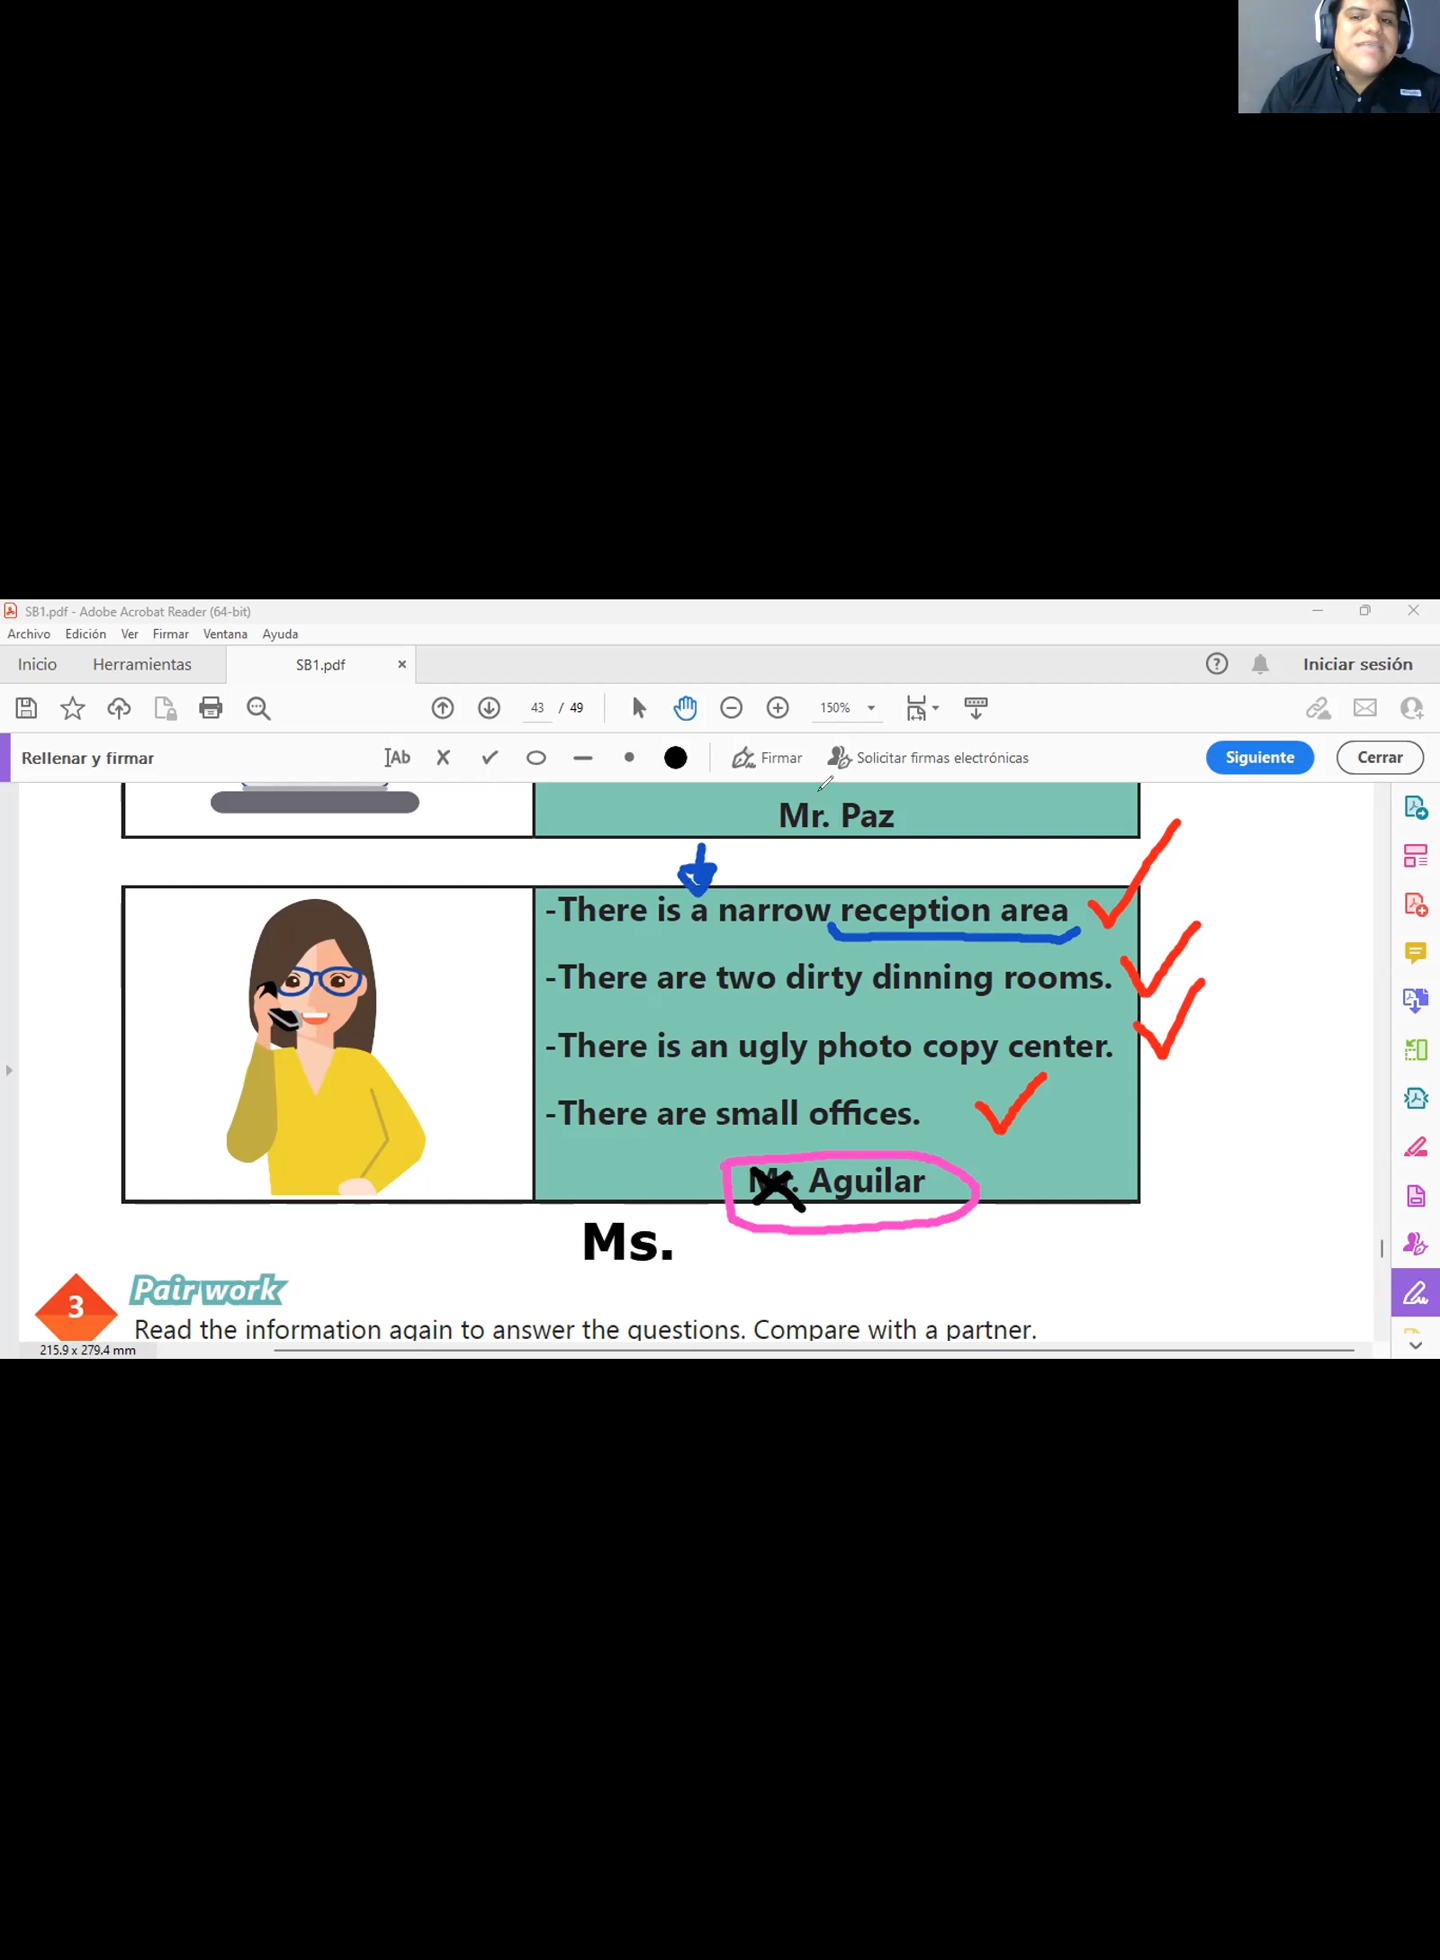 SB1.pdf - Adobe Acrobat Reader (64-bit)
Archivo Edición Ver Firmar Ventana Ayuda
Inicio Herramientas SB1.pdf × Iniciar sesión
43 / 49 150%
Rellenar y firmar IAb Firmar Solicitar firmas electrónicas Siguiente Cerrar
Mr. Paz
-There is a narrow reception area
-There are two dirty dinning rooms.
-There is an ugly photo copy center.
-There are small offices.
Mr. Aguilar
Ms.
3 Pair work
Read the information again to answer the questions. Compare with a partner.
215.9 x 279.4 mm